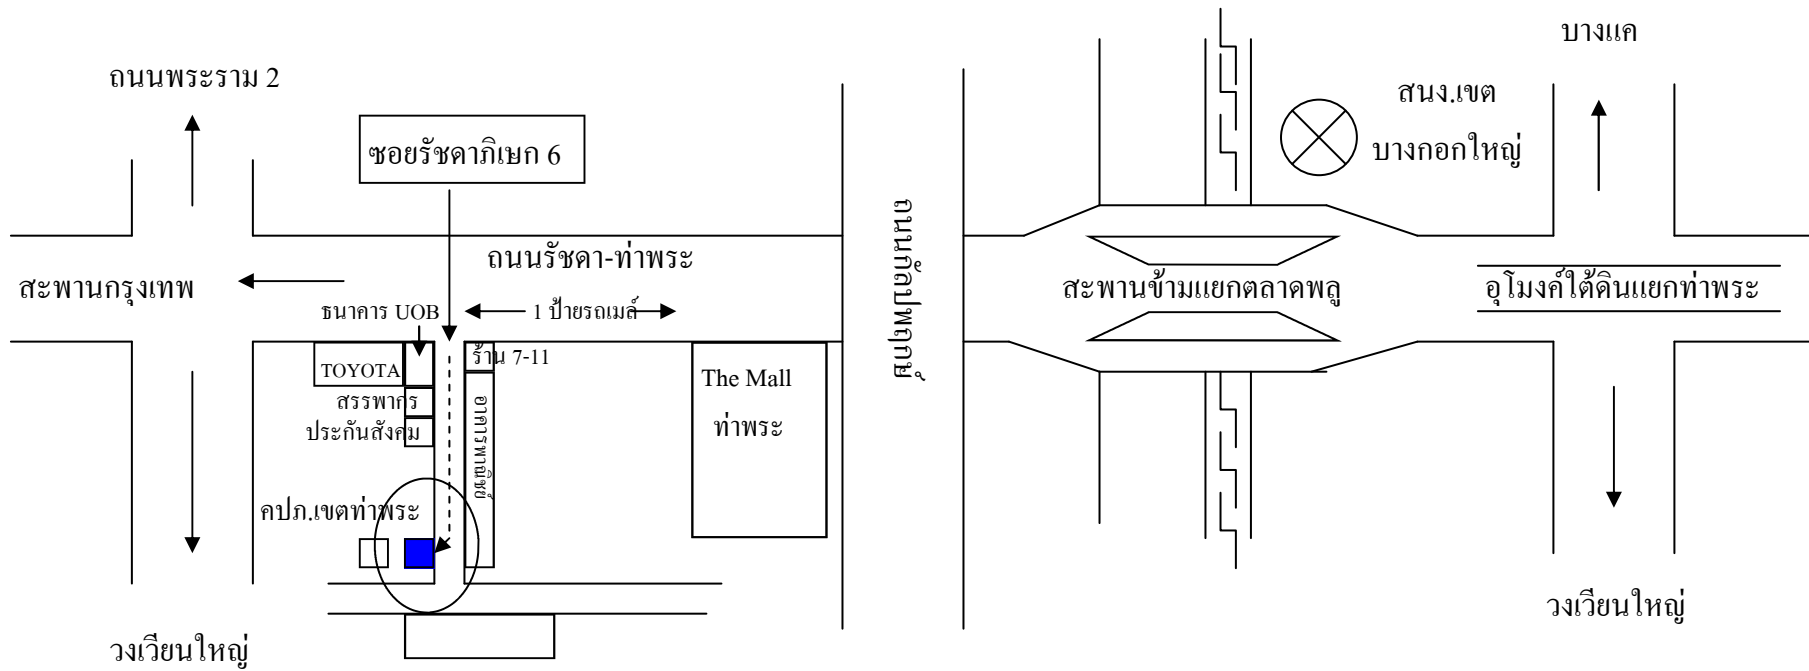 บางแค
ถนนพระราม 2
สนง.เขต
บางกอกใหญ่
ซอยรัชดาภิเษก 6
ถนนกัลปพฤกษ์
ถนนรัชดา-ท่าพระ
สะพานกรุงเทพ
สะพานข้ามแยกตลาดพลู
อุโมงค์ใต้ดินแยกท่าพระ
ธนาคาร UOB
1 ป้ายรถเมล์
ร้าน 7-11
TOYOTA
สรรพากร
ประกันสังคม
อาคารพาณิชย์
The Mall
ท่าพระ
คปภ.เขตท่าพระ
วงเวียนใหญ่
วงเวียนใหญ่